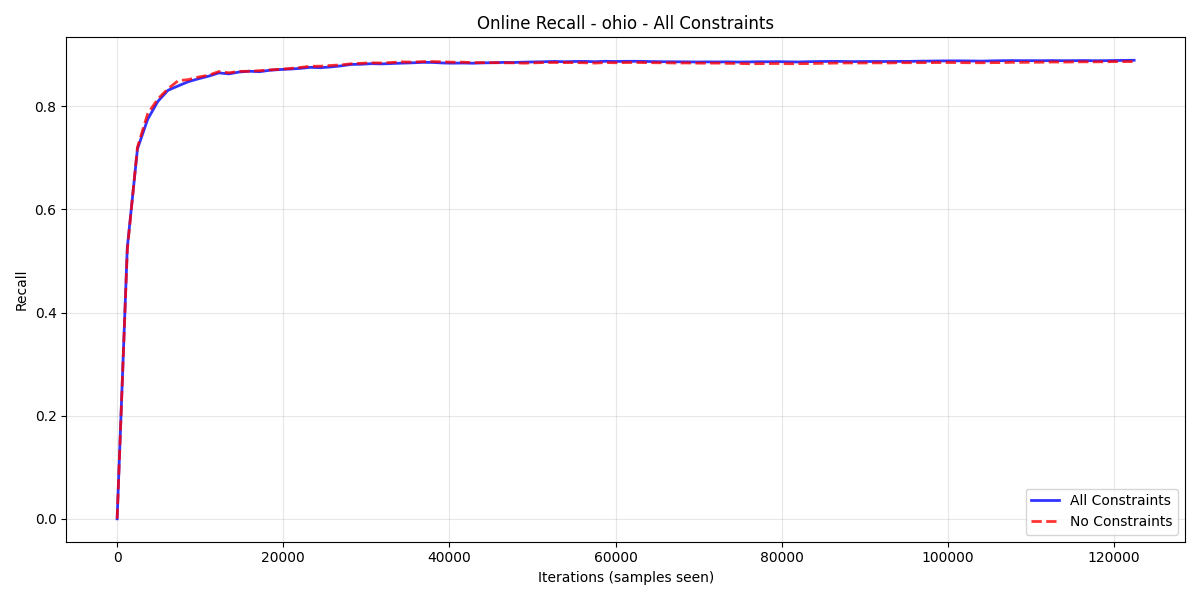 Online Recall - ohio - All Constraints
Recall
0.8
0.6
0.4
0.2
0.0
0
20000
40000
60000
80000
100000
120000
Iterations (samples seen)
All Constraints
No Constraints